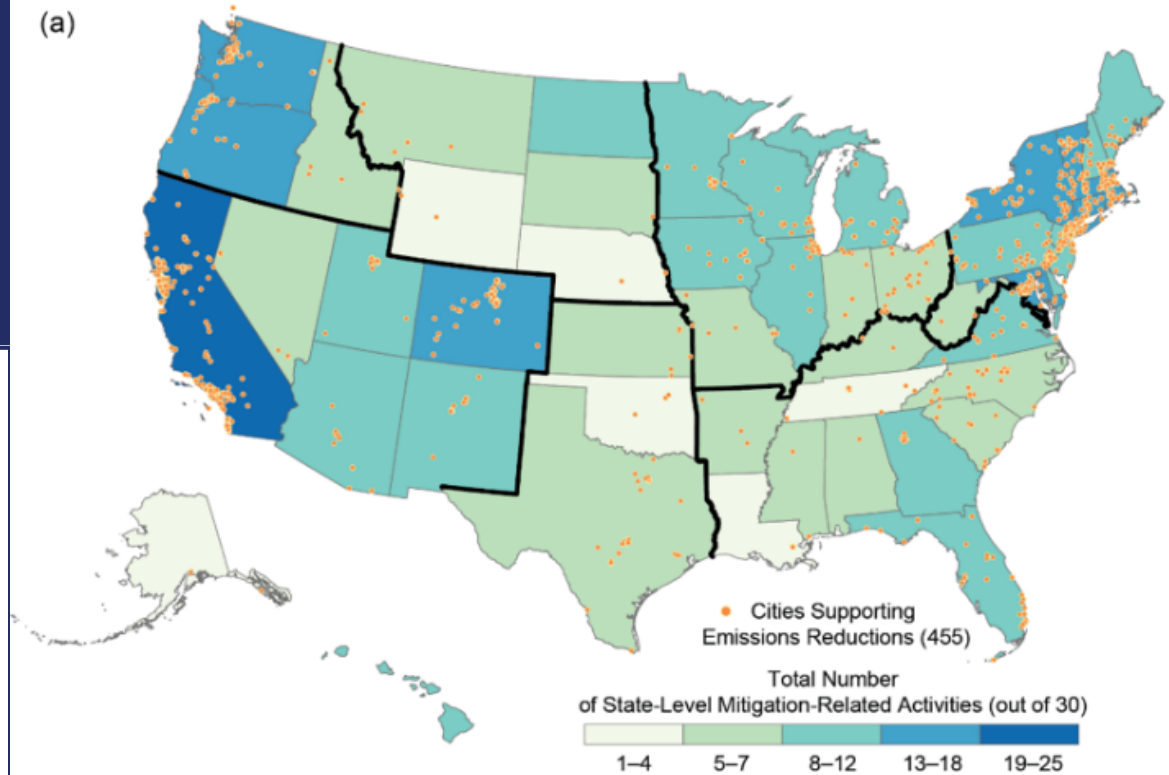 (a)
Cities Supporting
Emissions Reductions (455)
Total Number
of State-Level Mitigation-Related Activities (out of 30)
1–4 5–7 8–12 13–18 19–25